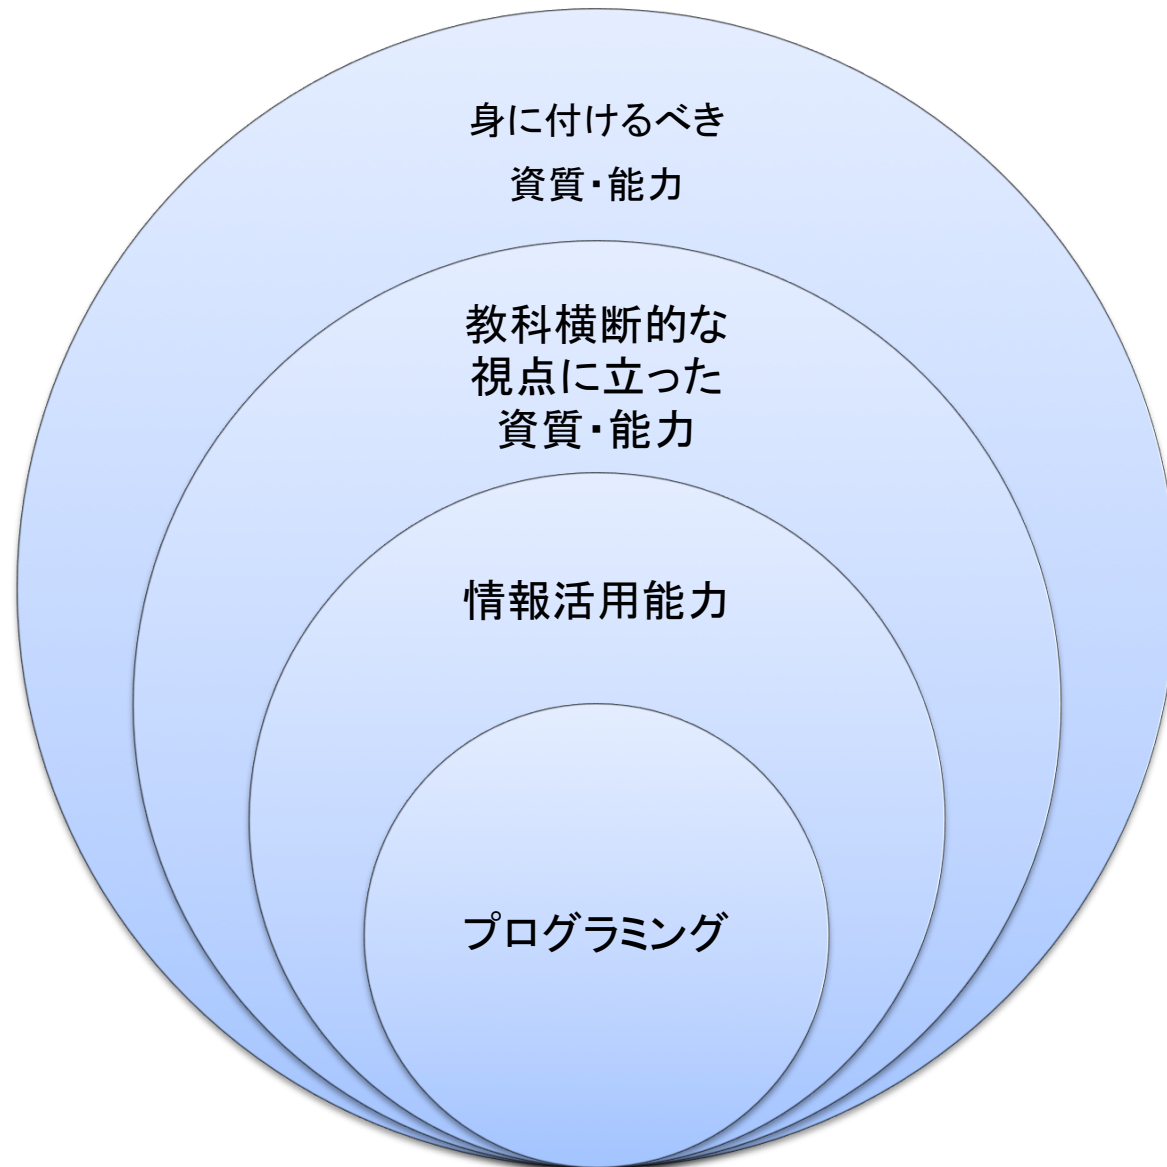 身に付けるべき
資質・能力
教科横断的な
視点に立った
資質・能力
情報活用能力
プログラミング